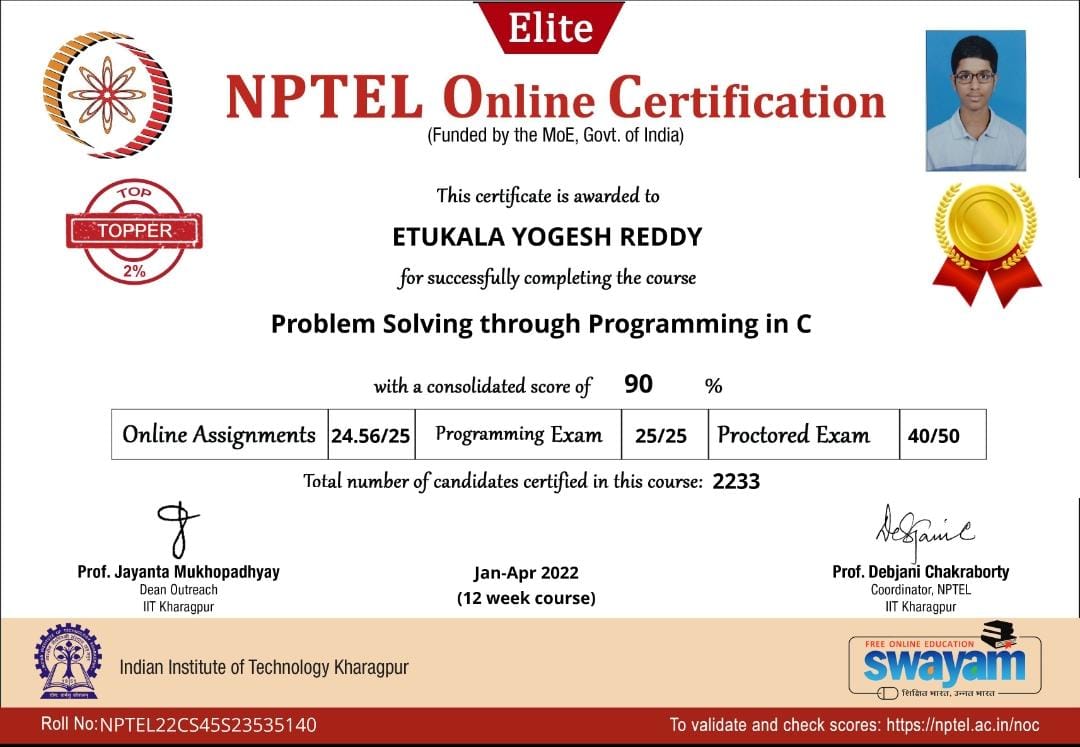 Elite
NPTEL Online Certification
(Funded by the MoE, Govt. of India)
TOP
TOPPER
2%
This certificate is awarded to
ETUKALA YOGESH REDDY
for successfully completing the course
Problem Solving through Programming in C
with a consolidated score of 90 %
Online Assignments 24.56/25 Programming Exam 25/25 Proctored Exam 40/50
Total number of candidates certified in this course: 2233
Prof. Jayanta Mukhopadhyay
Dean Outreach
IIT Kharagpur
Jan-Apr 2022
(12 week course)
Prof. Debjani Chakraborty
Coordinator, NPTEL
IIT Kharagpur
Indian Institute of Technology Kharagpur
FREE ONLINE EDUCATION
swayam
शिक्षित भारत, उन्नत भारत
Roll No: NPTEL22CS45S23535140
To validate and check scores: https://nptel.ac.in/noc